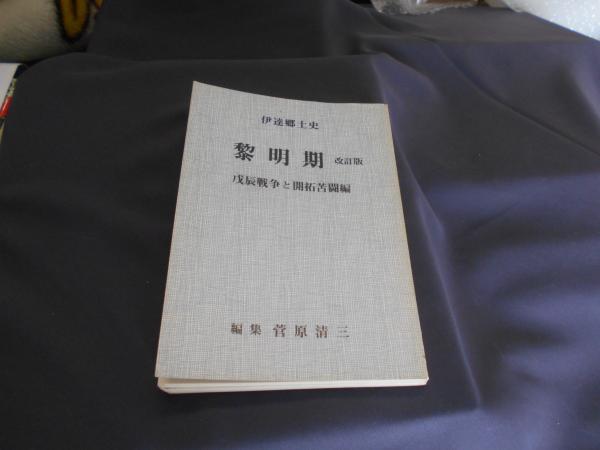 伊達郷土史
黎明期 改訂版
戊辰戦争と開拓苦闘編
編集 菅原清三